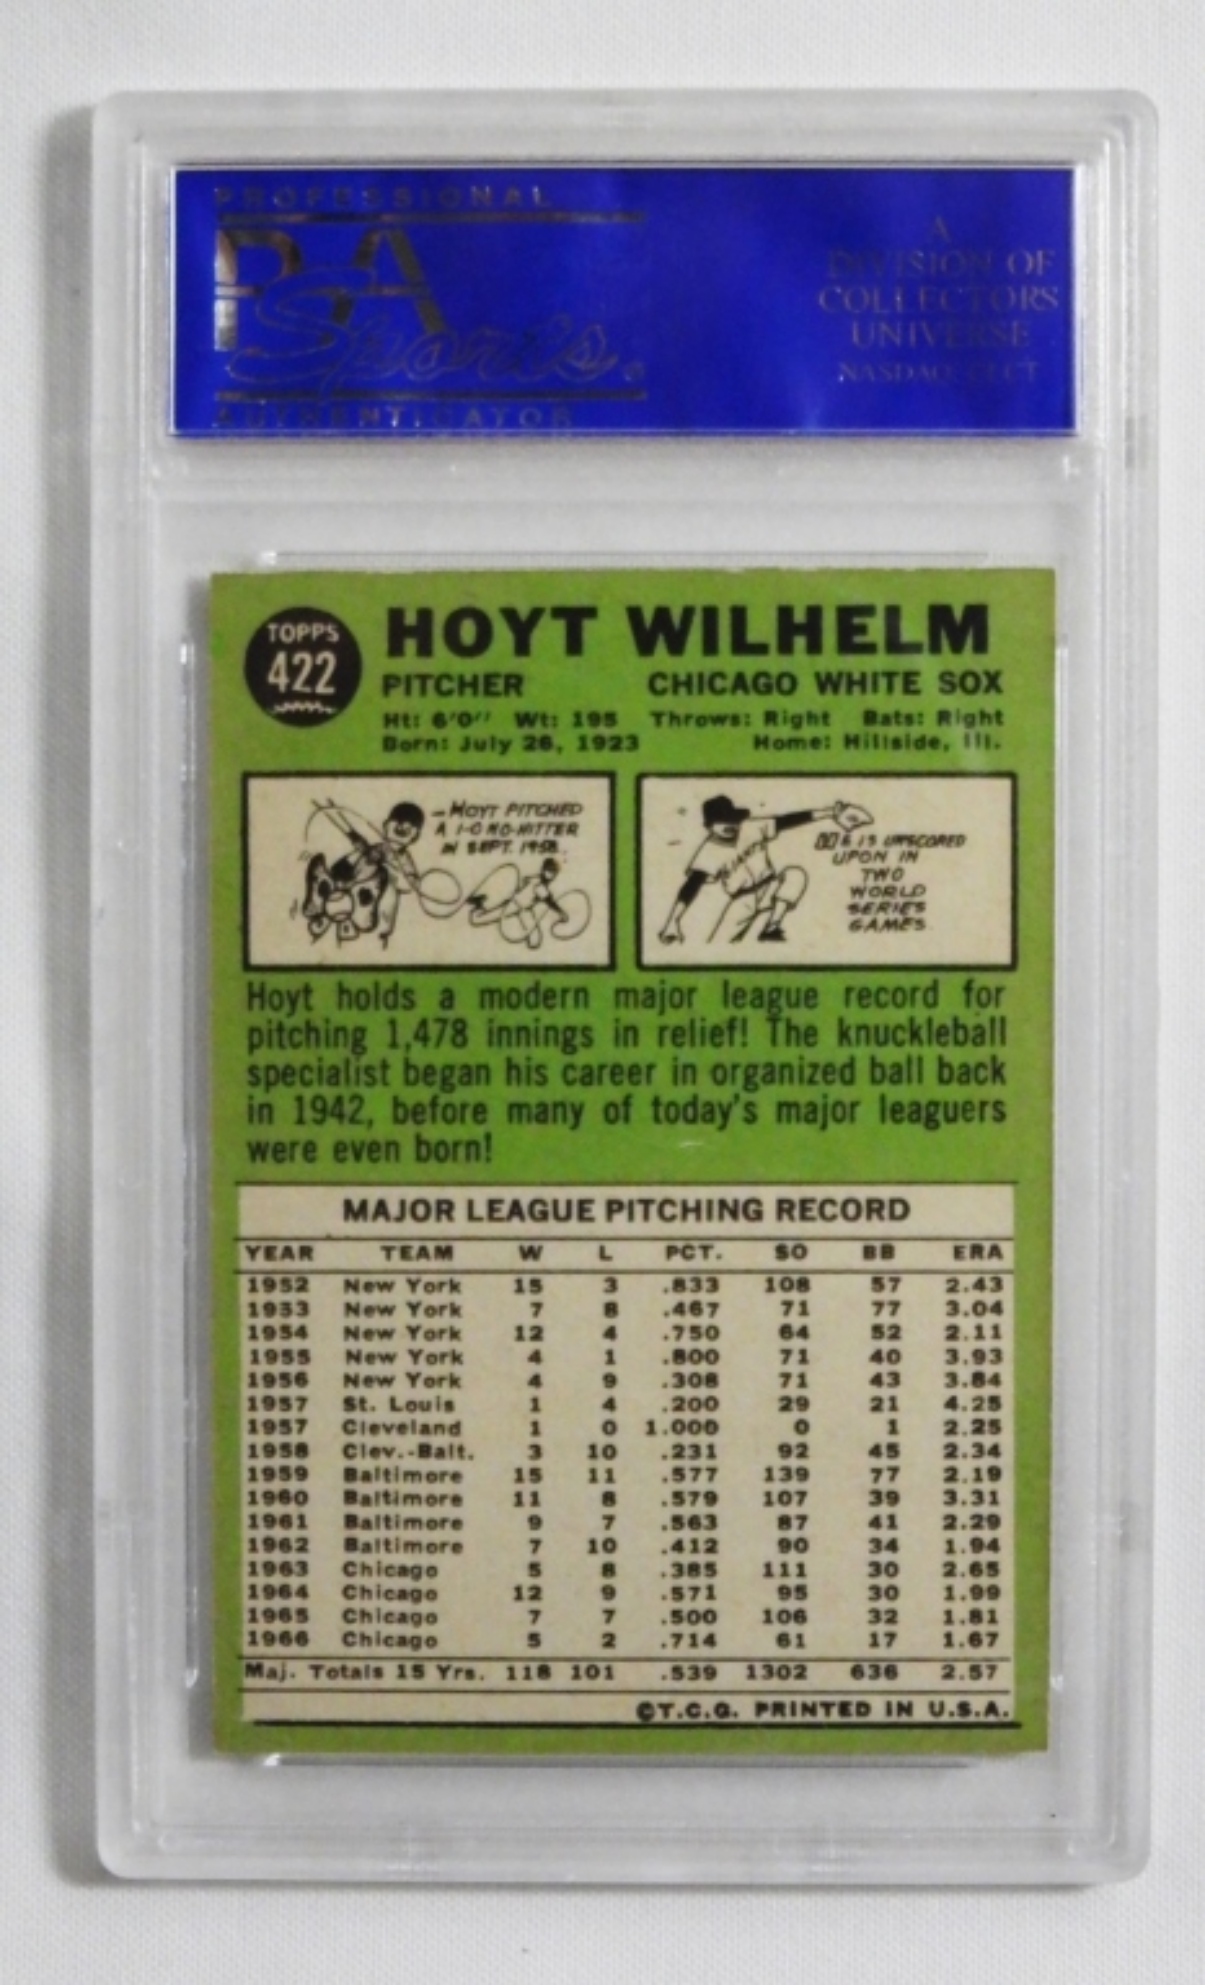 PROFESSIONAL
PSA
Sports
AUTHENTICATOR
A
DIVISION OF
COLLECTORS
UNIVERSE
NASDAQ: CLCT
TOPPS
422
HOYT WILHELM
PITCHER CHICAGO WHITE SOX
Ht: 6'0" Wt: 195 Throws: Right Bats: Right
Born: July 26, 1923 Home: Hillside, Ill.
—HOYT PITCHED
A 1-0 NO-HITTER
IN SEPT. 1958.
GIANTS
HE IS UNSCORED
UPON IN
TWO
WORLD
SERIES
GAMES.
Hoyt holds a modern major league record for
pitching 1,478 innings in relief! The knuckleball
specialist began his career in organized ball back
in 1942, before many of today's major leaguers
were even born!
MAJOR LEAGUE PITCHING RECORD
YEAR TEAM W L PCT. SO BB ERA
1952 New York 15 3 .833 108 57 2.43
1953 New York 7 8 .467 71 77 3.04
1954 New York 12 4 .750 64 52 2.11
1955 New York 4 1 .800 71 40 3.93
1956 New York 4 9 .308 71 43 3.84
1957 St. Louis 1 4 .200 29 21 4.25
1957 Cleveland 1 0 1.000 0 1 2.25
1958 Clev.-Balt. 3 10 .231 92 45 2.34
1959 Baltimore 15 11 .577 139 77 2.19
1960 Baltimore 11 8 .579 107 39 3.31
1961 Baltimore 9 7 .563 87 41 2.29
1962 Baltimore 7 10 .412 90 34 1.94
1963 Chicago 5 8 .385 111 30 2.65
1964 Chicago 12 9 .571 95 30 1.99
1965 Chicago 7 7 .500 106 32 1.81
1966 Chicago 5 2 .714 61 17 1.67
Maj. Totals 15 Yrs. 118 101 .539 1302 636 2.57
©T.C.G. PRINTED IN U.S.A.